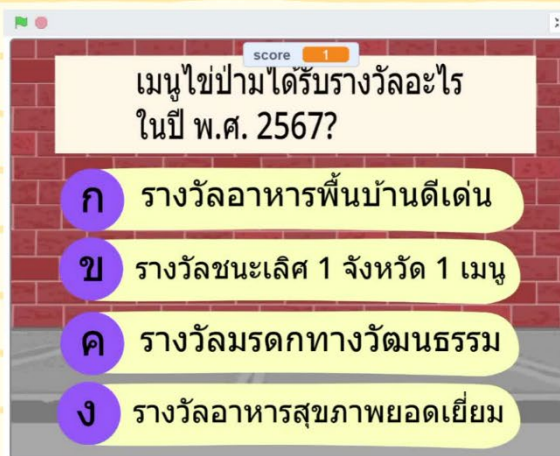 score 1
เมนูไข่ป่ามได้รับรางวัลอะไร
ในปี พ.ศ. 2567?
ก รางวัลอาหารพื้นบ้านดีเด่น
ข รางวัลชนะเลิศ 1 จังหวัด 1 เมนู
ค รางวัลมรดกทางวัฒนธรรม
ง รางวัลอาหารสุขภาพยอดเยี่ยม